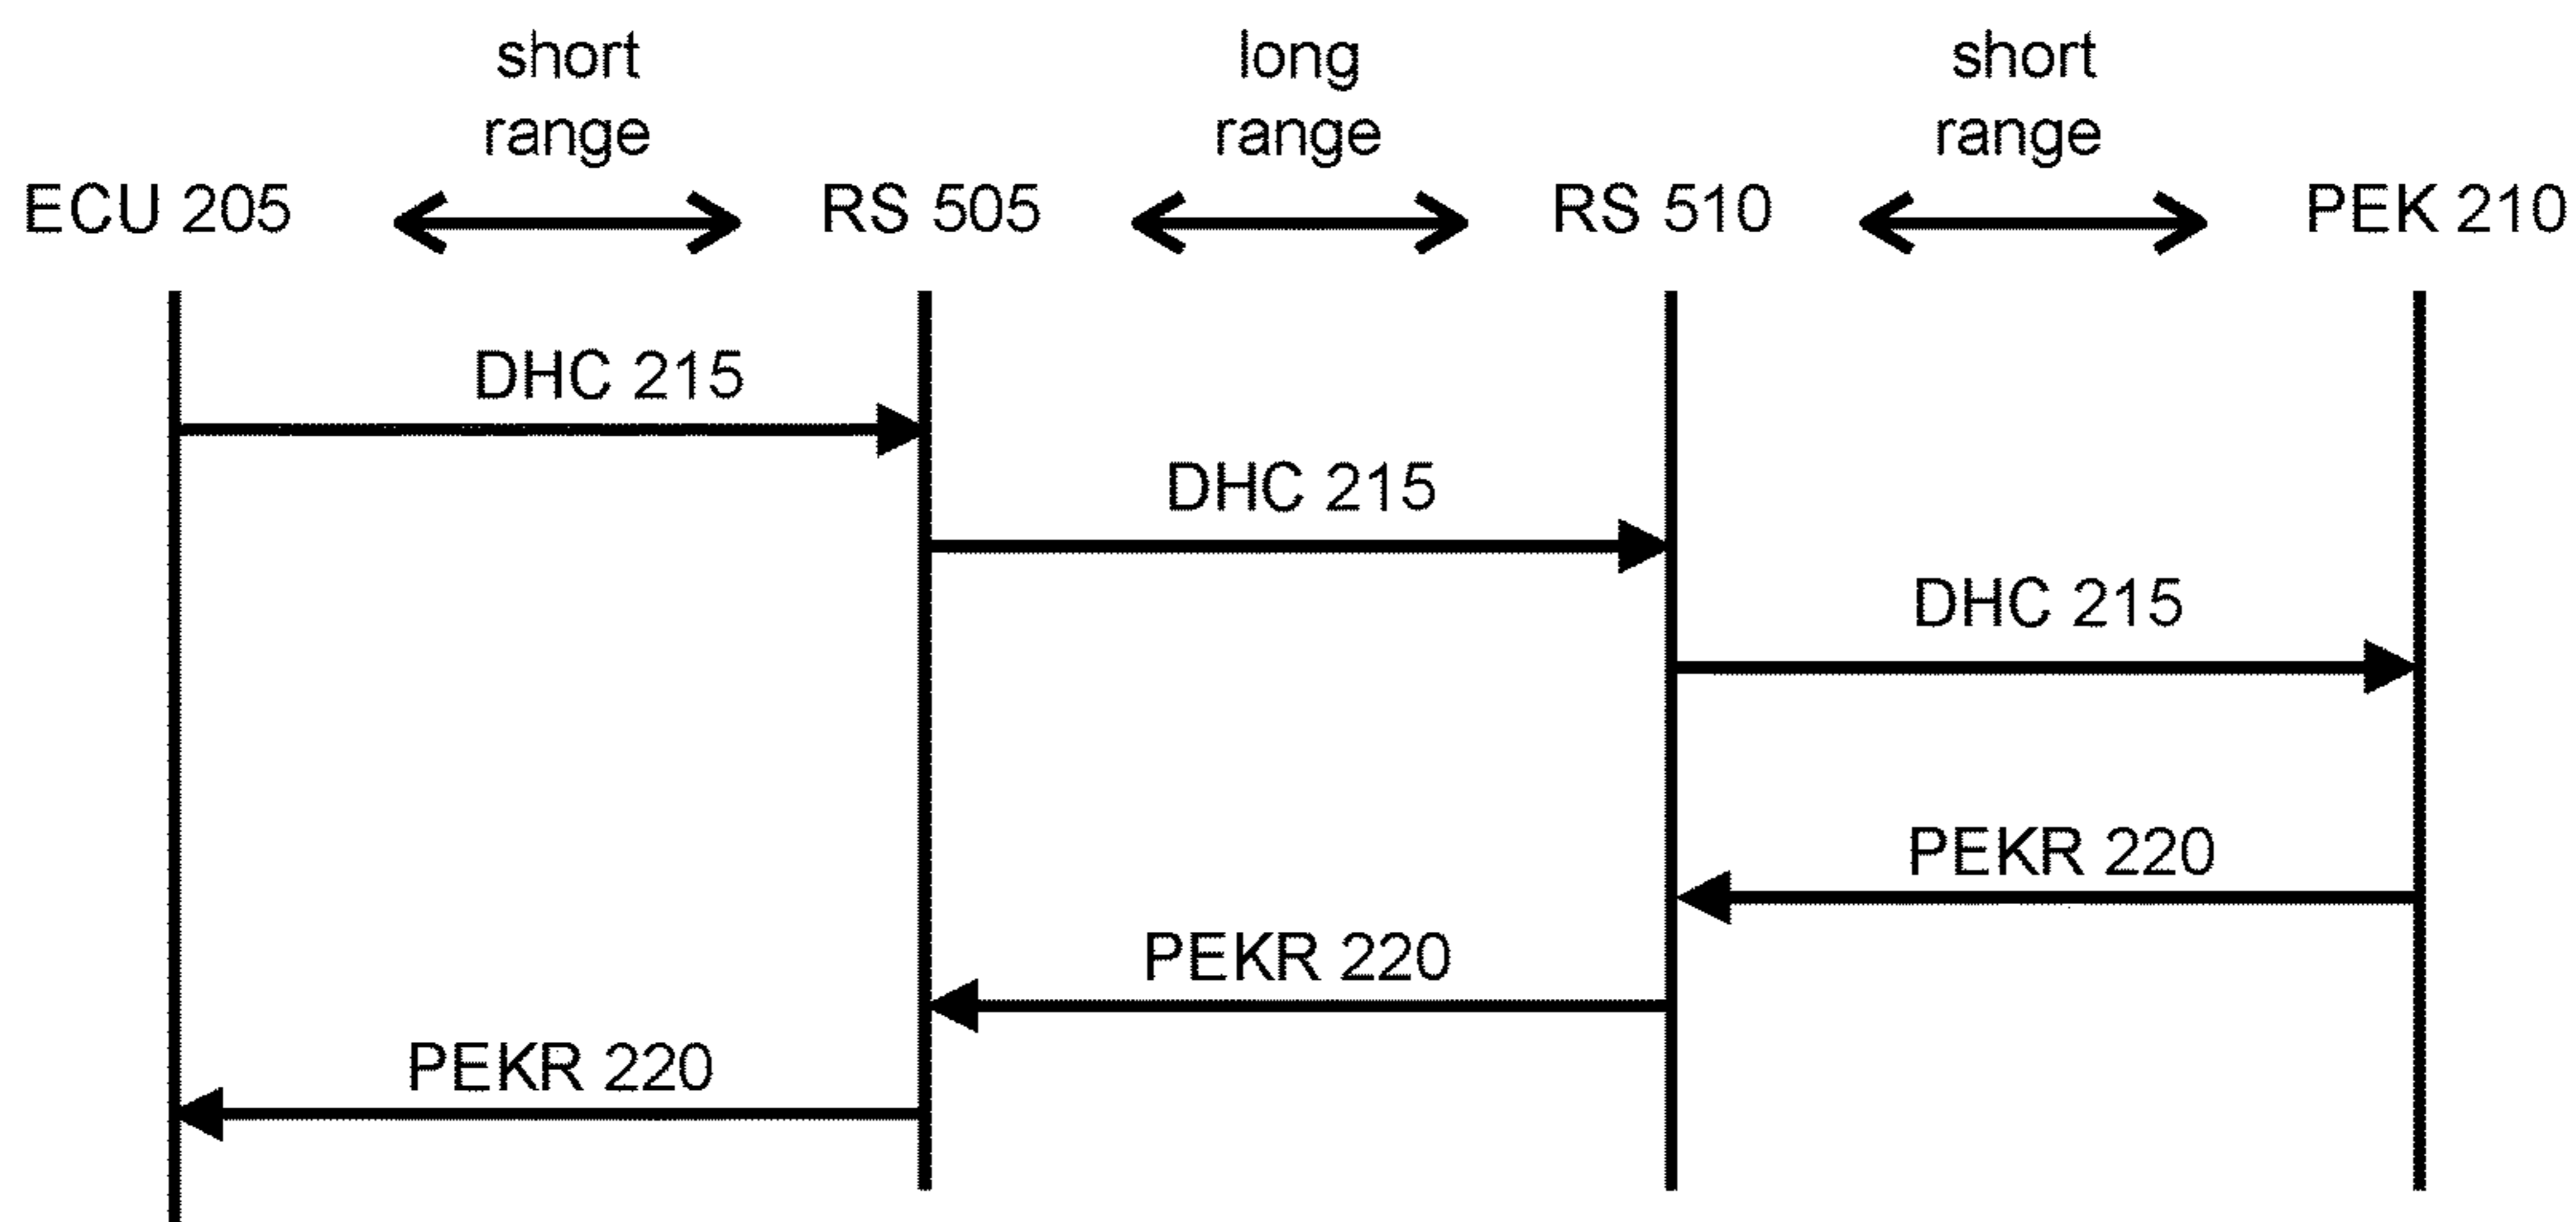 short
range
long
range
short
range
ECU 205
RS 505
RS 510
PEK 210
DHC 215
DHC 215
DHC 215
PEKR 220
PEKR 220
PEKR 220